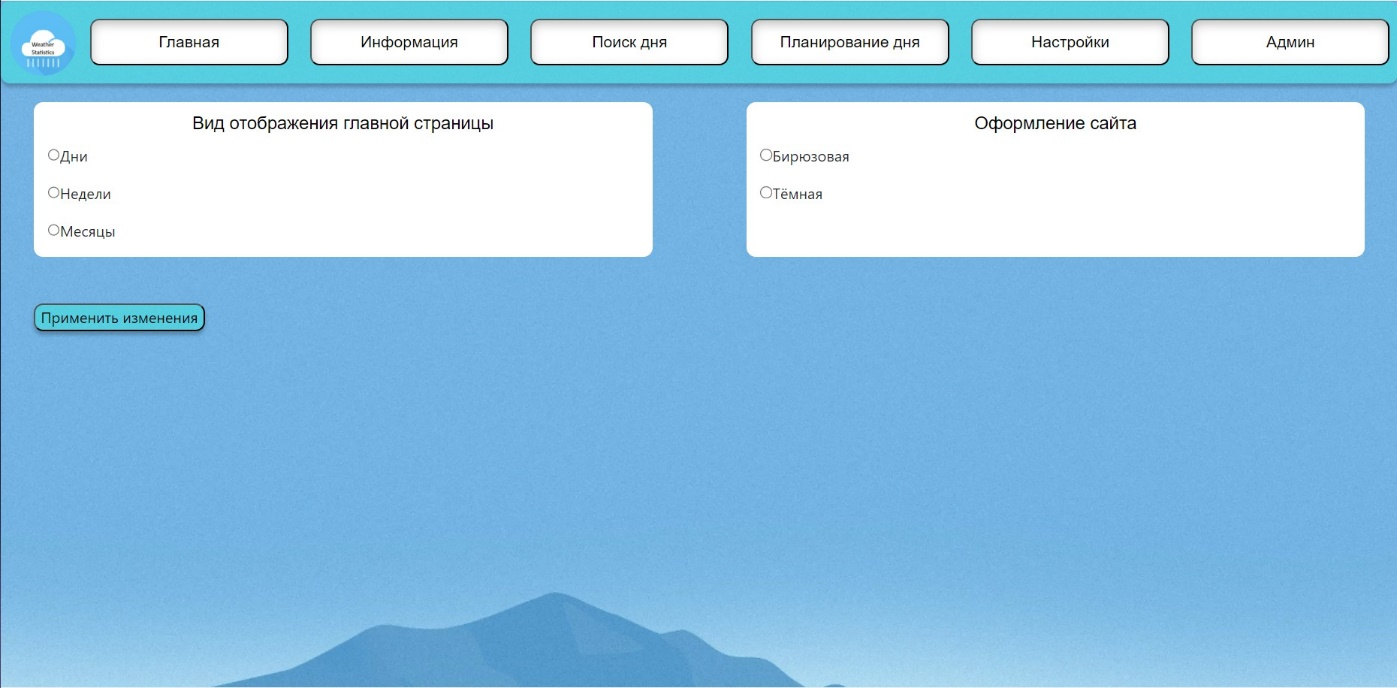 Weather
Statistics
Главная
Информация
Поиск дня
Планирование дня
Настройки
Админ
Вид отображения главной страницы
Дни
Недели
Месяцы
Оформление сайта
Бирюзовая
Тёмная
Применить изменения